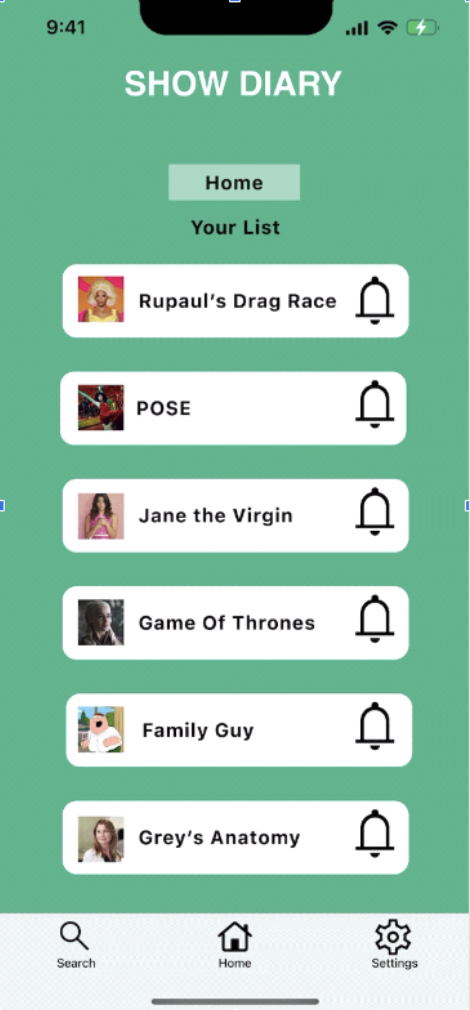 9:41
SHOW DIARY
Home
Your List
Rupaul's Drag Race
POSE
Jane the Virgin
Game Of Thrones
Family Guy
Grey's Anatomy
Search Home Settings